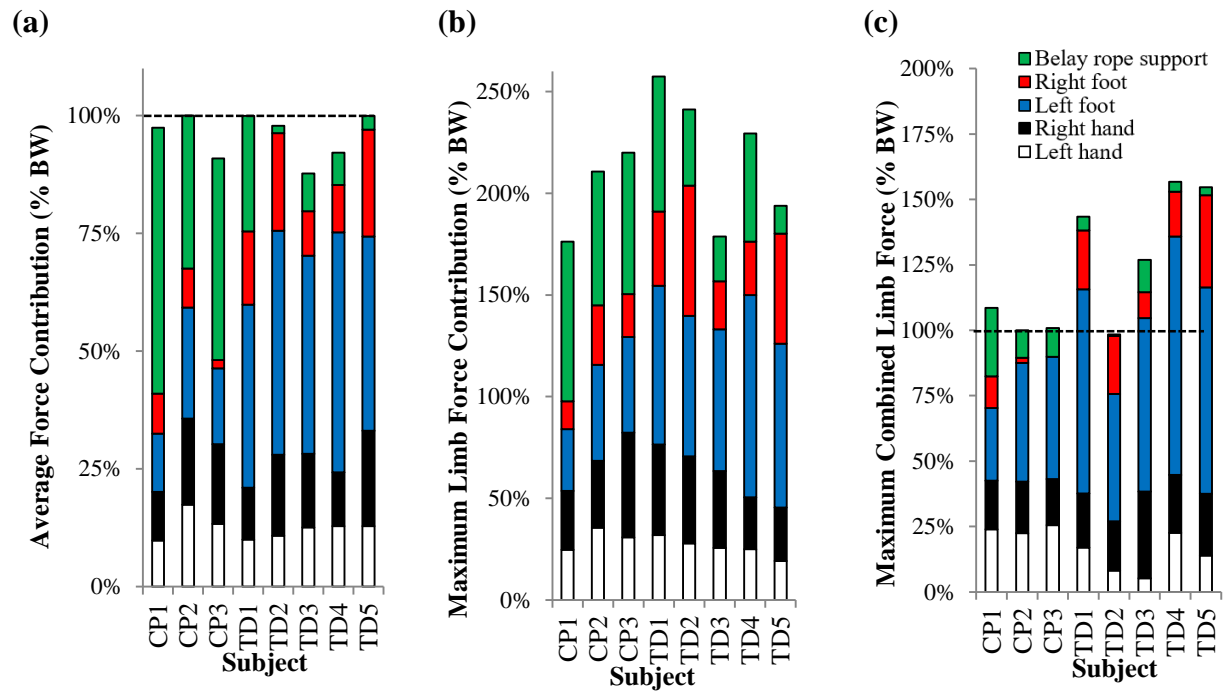 (a)
Average Force Contribution (% BW)
100%
75%
50%
25%
0%
CP1
CP2
CP3
TD1
TD2
TD3
TD4
TD5
Subject
(b)
Maximum Limb Force Contribution (% BW)
250%
200%
150%
100%
50%
0%
CP1
CP2
CP3
TD1
TD2
TD3
TD4
TD5
Subject
(c)
Maximum Combined Limb Force (% BW)
200%
175%
150%
125%
100%
75%
50%
25%
0%
Belay rope support
Right foot
Left foot
Right hand
Left hand
CP1
CP2
CP3
TD1
TD2
TD3
TD4
TD5
Subject